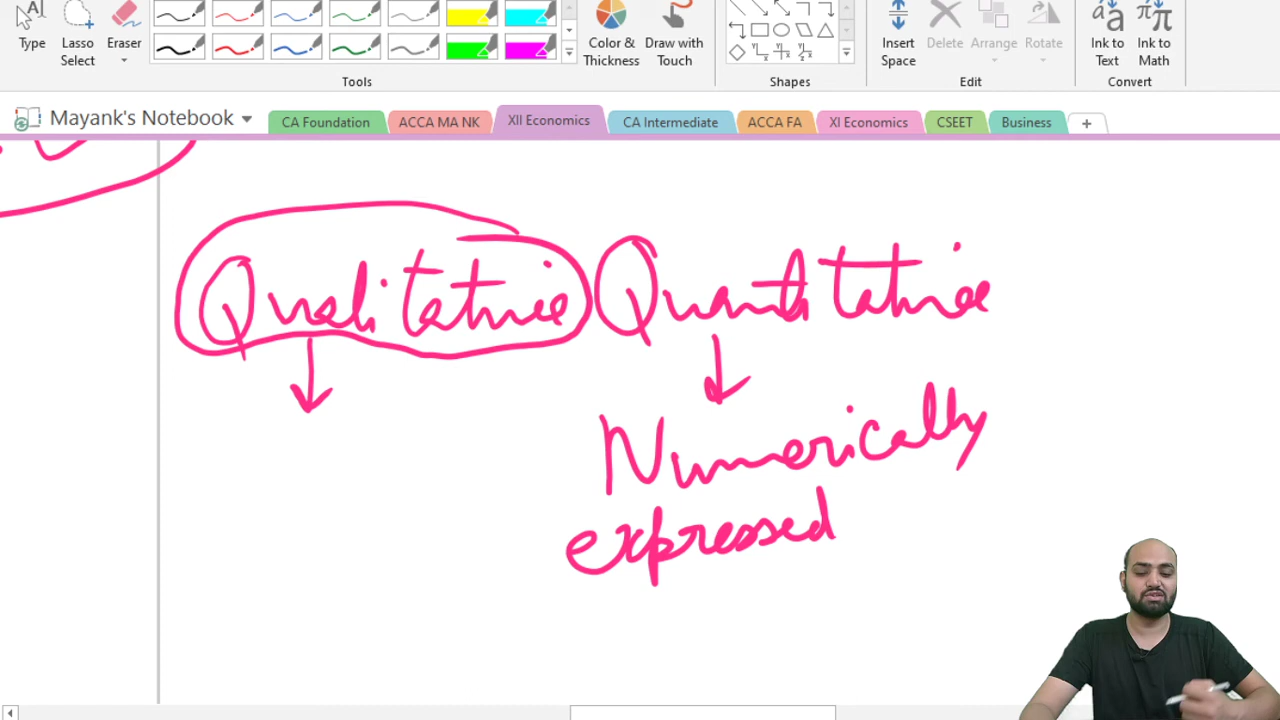 Type
Lasso Select
Eraser
Color & Thickness
Draw with Touch
Insert Space
Delete
Arrange
Rotate
Ink to Text
Ink to Math
Tools
Shapes
Edit
Convert
Mayank's Notebook
CA Foundation
ACCA MA NK
XII Economics
CA Intermediate
ACCA FA
XI Economics
CSEET
Business
Qualitative Quantitative
Numerically
expressed